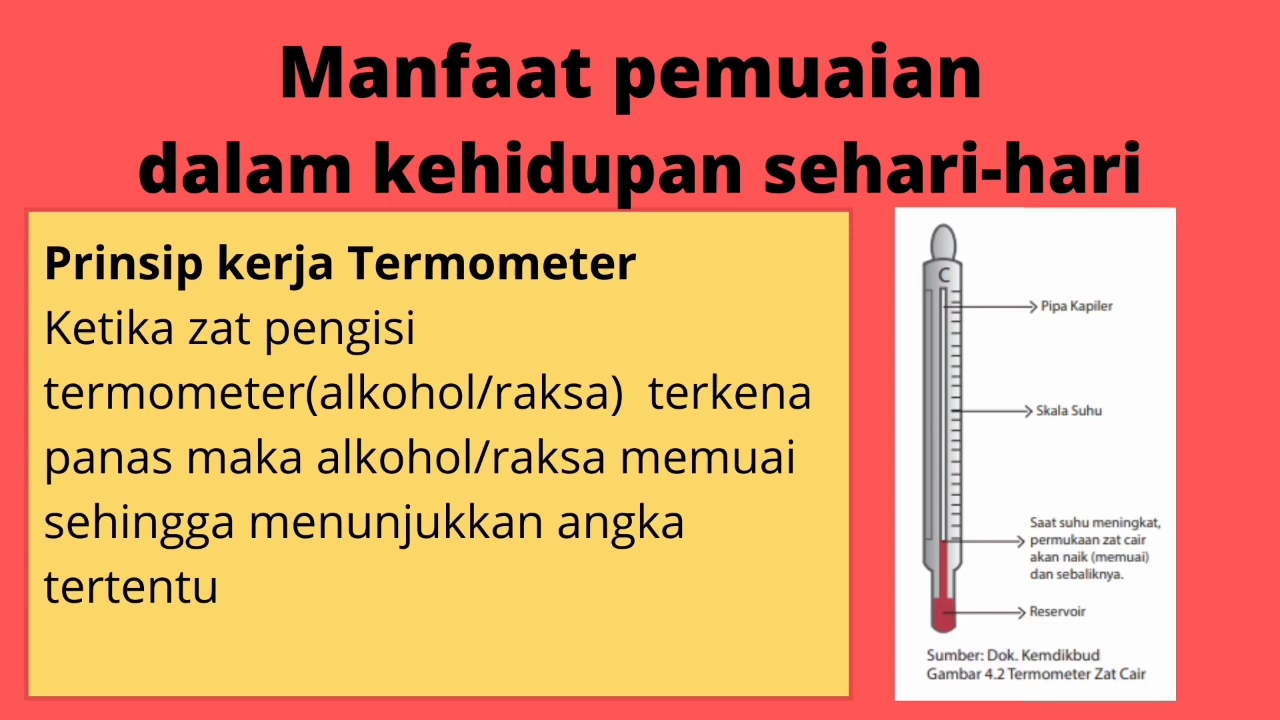 Manfaat pemuaian
dalam kehidupan sehari-hari
Prinsip kerja Termometer
Ketika zat pengisi
termometer(alkohol/raksa) terkena
panas maka alkohol/raksa memuai
sehingga menunjukkan angka
tertentu
C
Pipa Kapiler
Skala Suhu
Saat suhu meningkat,
permukaan zat cair
akan naik (memuai)
dan sebaliknya.
Reservoir
Sumber: Dok. Kemdikbud
Gambar 4.2 Termometer Zat Cair